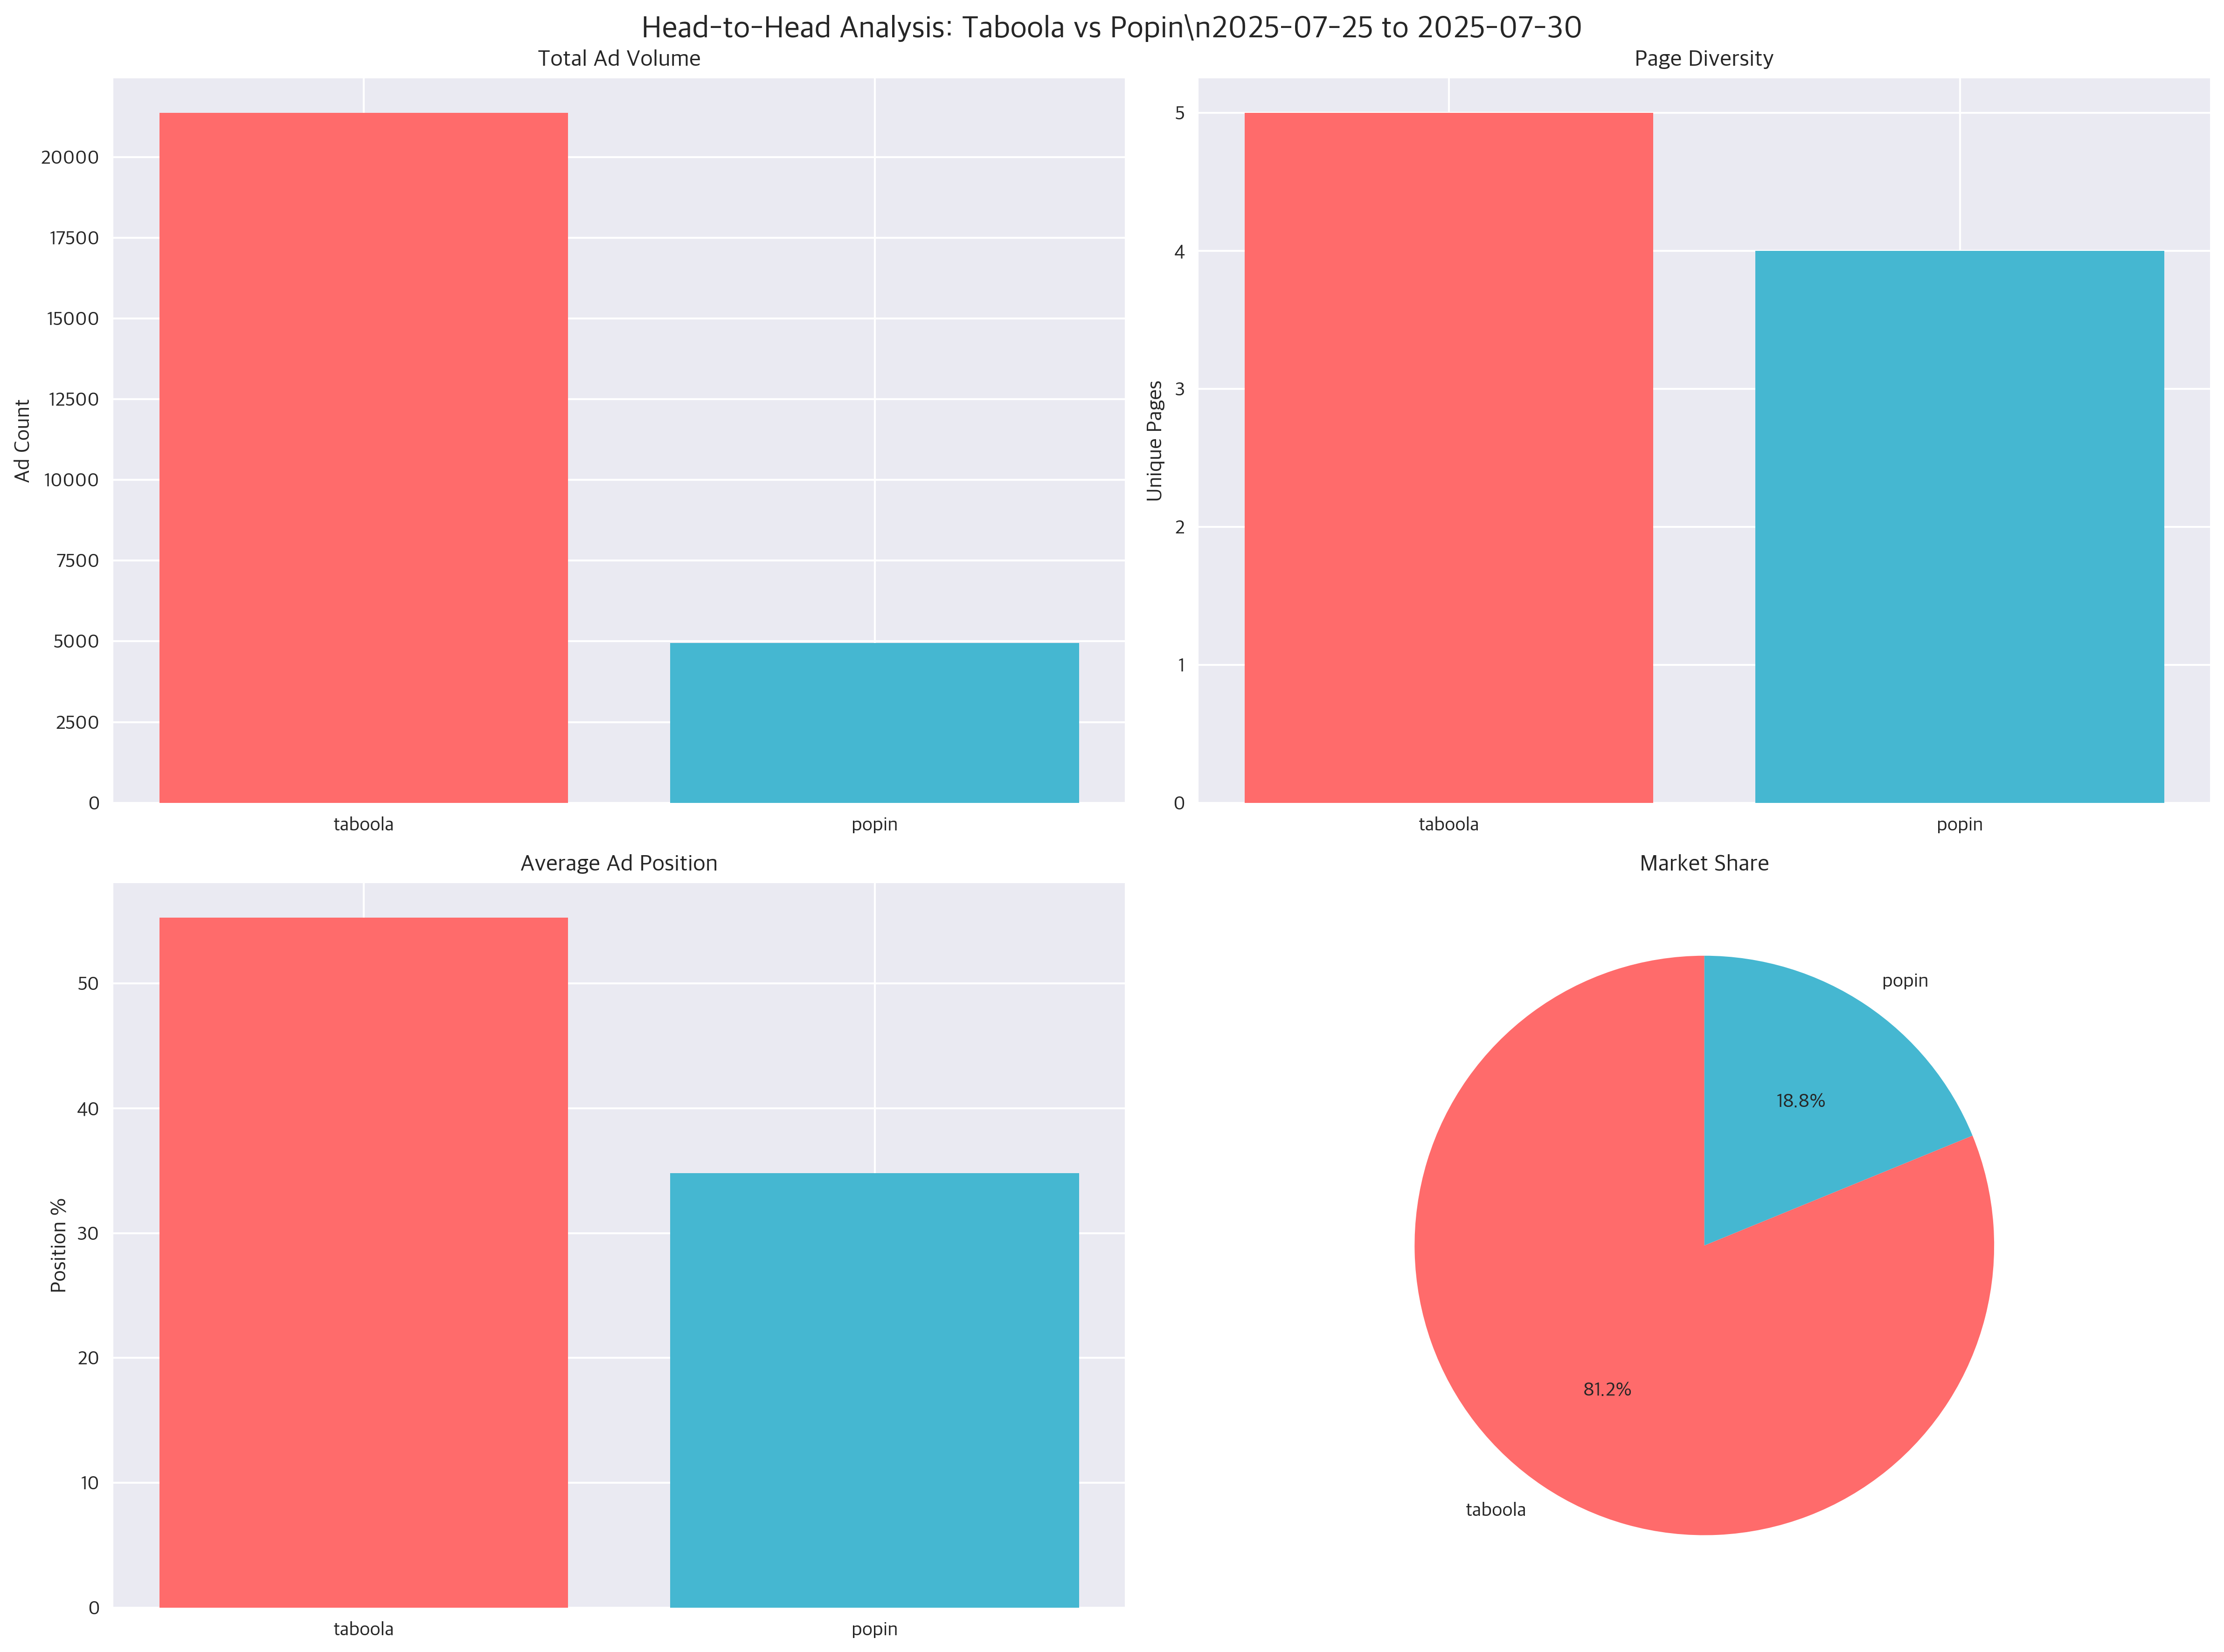 Head-to-Head Analysis: Taboola vs Popin\n2025-07-25 to 2025-07-30
Total Ad Volume
Ad Count
20000
17500
15000
12500
10000
7500
5000
2500
0
taboola
popin
Page Diversity
Unique Pages
5
4
3
2
1
0
taboola
popin
Average Ad Position
Position %
50
40
30
20
10
0
taboola
popin
Market Share
popin
18.8%
81.2%
taboola